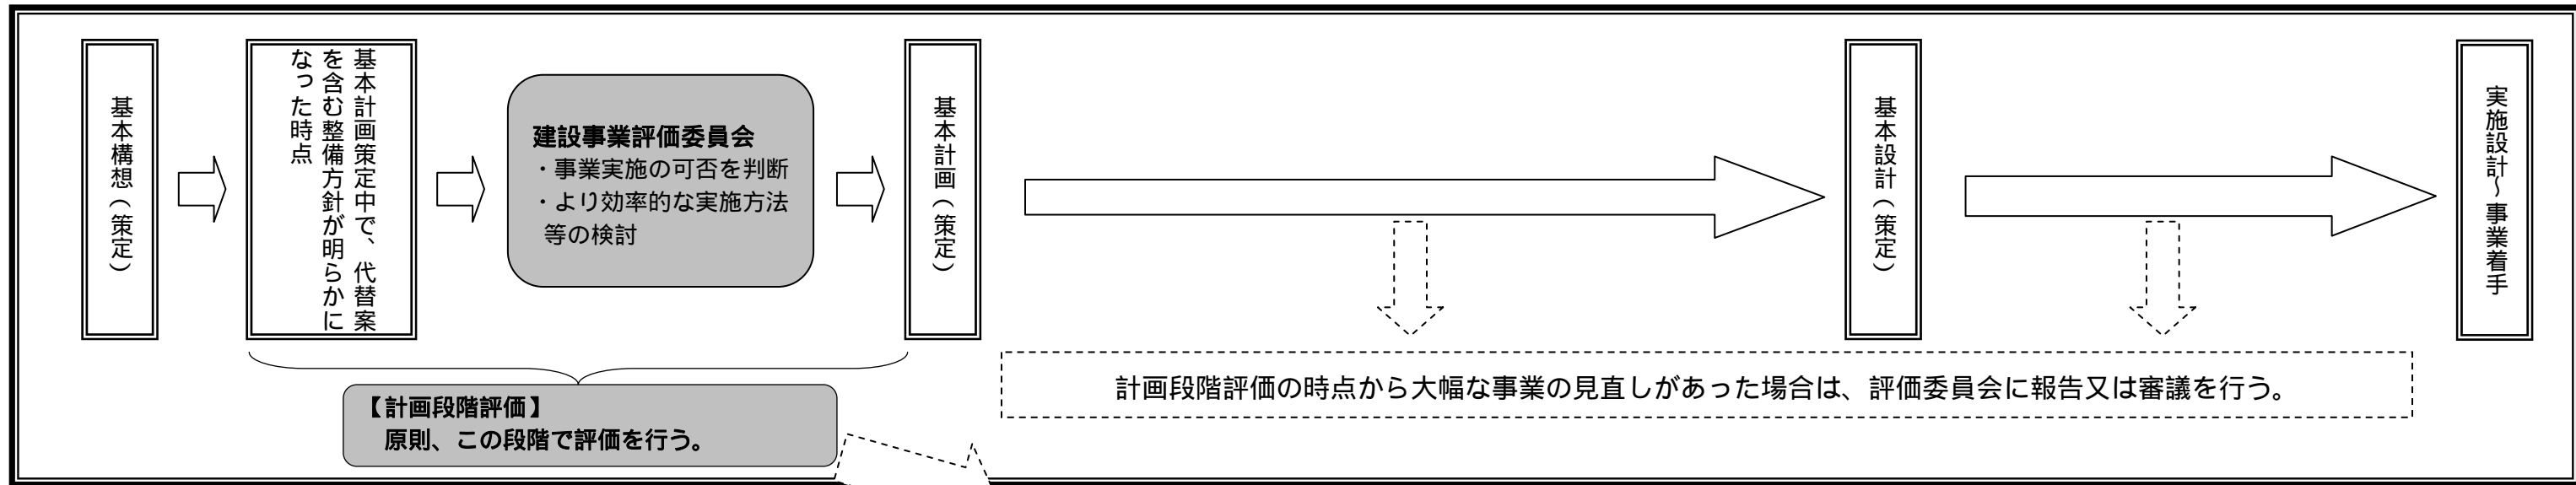 基本構想（策定）
基本計画策定中で、代替案
を含む整備方針が明らかに
なった時点
建設事業評価委員会
・事業実施の可否を判断
・より効率的な実施方法
等の検討
基本計画（策定）
基本設計（策定）
実施設計～事業着手
【計画段階評価】
原則、この段階で評価を行う。
計画段階評価の時点から大幅な事業の見直しがあった場合は、評価委員会に報告又は審議を行う。